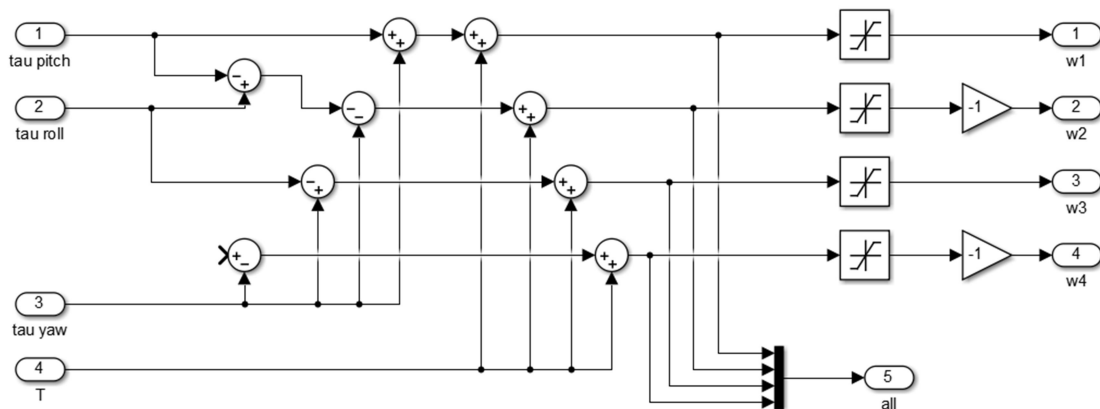 1
tau pitch
+ +
+ +
1
w1
- +
2
tau roll
- -
+ +
-1
2
w2
- +
+ +
3
w3
+ -
+ +
-1
4
w4
3
tau yaw
4
T
5
all